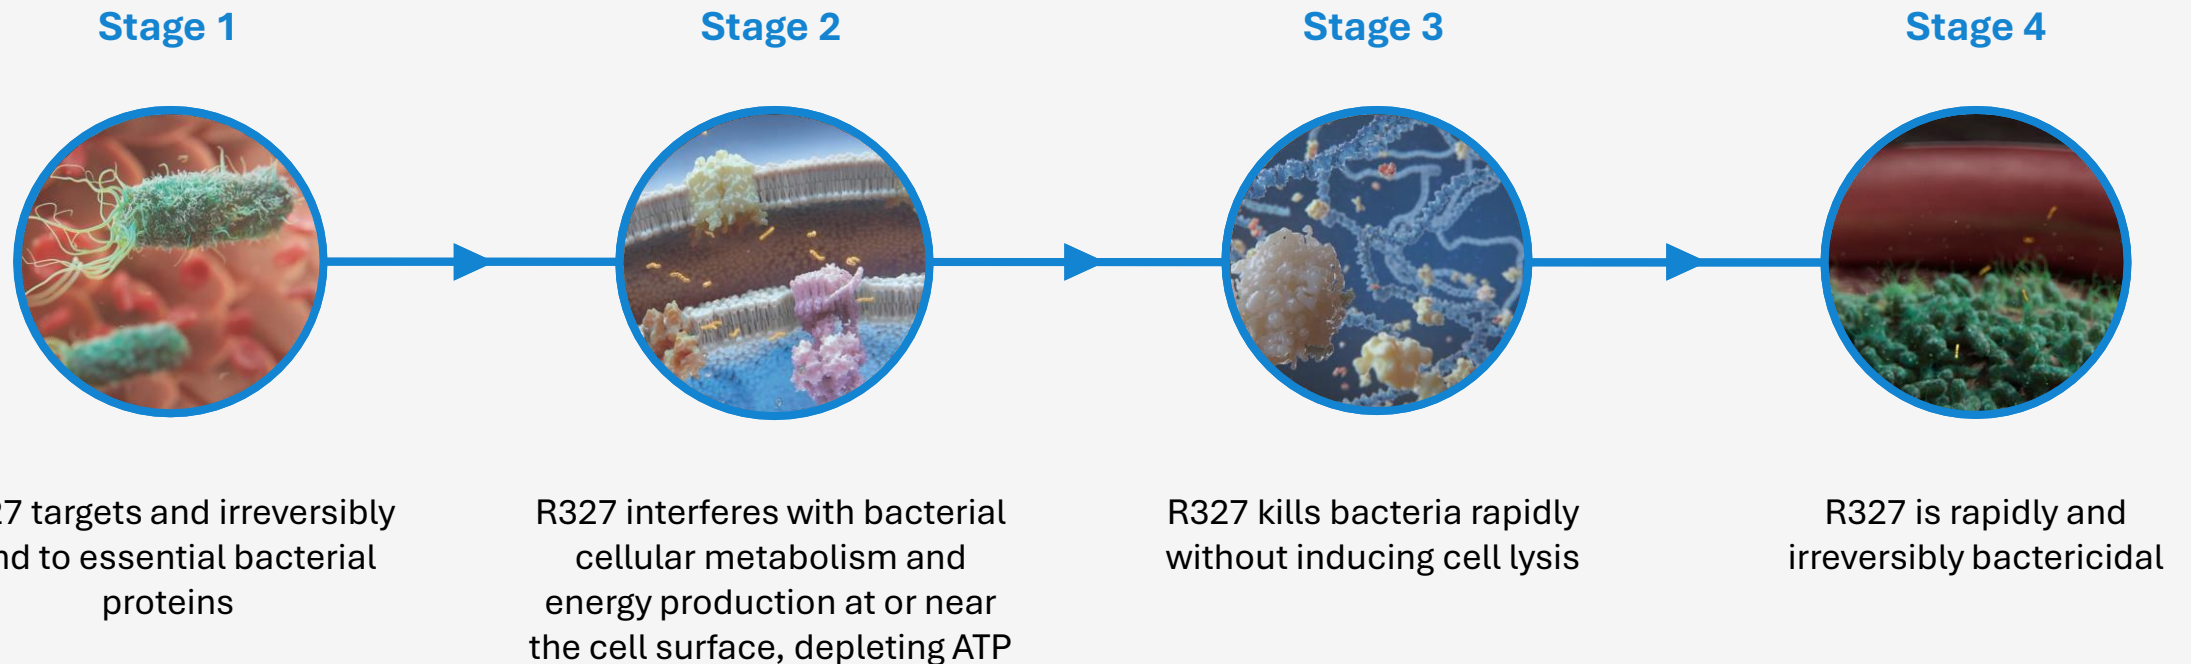 Stage 1
Stage 2
Stage 3
Stage 4
27 targets and irreversibly
nd to essential bacterial
proteins
R327 interferes with bacterial
cellular metabolism and
energy production at or near
the cell surface, depleting ATP
R327 kills bacteria rapidly
without inducing cell lysis
R327 is rapidly and
irreversibly bactericidal